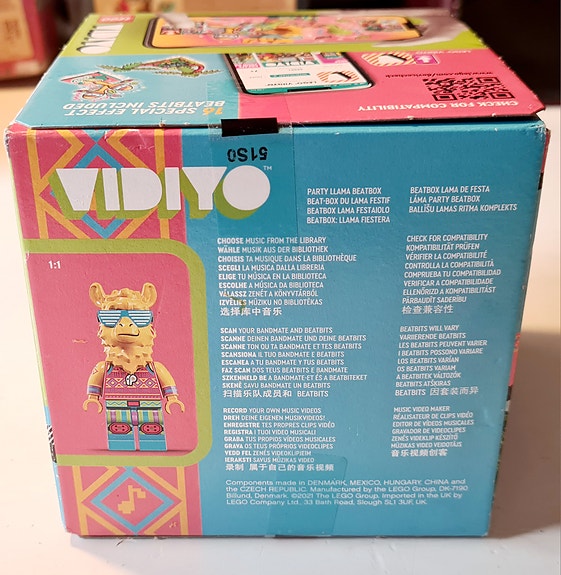 16 SPECIAL EFFECT
BEATBITS INCLUDED
VIDIYO
CHECK FOR COMPATIBILITY
51S0
VIDIYO™
PARTY LLAMA BEATBOX
BEAT-BOX DU LAMA FESTIF
BEATBOX LAMA FESTAIOLO
BEATBOX: LLAMA FIESTERA
BEATBOX LAMA DE FESTA
LÁMA PARTY BEATBOX
BALLĪŠU LAMAS RITMA KOMPLEKTS
1:1
CHOOSE MUSIC FROM THE LIBRARY
WÄHLE MUSIK AUS DER BIBLIOTHEK
CHOISIS TA MUSIQUE DANS LA BIBLIOTHÈQUE
SCEGLI LA MUSICA DALLA LIBRERIA
ELIGE TU MÚSICA EN LA BIBLIOTECA
ESCOLHE A MÚSICA DA BIBLIOTECA
VÁLASSZ ZENÉT A KÖNYVTÁRBÓL
IZVĒLIES MŪZIKU NO BIBLIOTĒKAS
选择库中音乐
CHECK FOR COMPATIBILITY
KOMPATIBILITÄT PRÜFEN
VÉRIFIER LA COMPATIBILITÉ
CONTROLLA LA COMPATIBILITÀ
COMPRUEBA TU COMPATIBILIDAD
VERIFICAR A COMPATIBILIDADE
ELLENŐRIZD A KOMPATIBILITÁST
PĀRBAUDĪT SADERĪBU
检查兼容性
SCAN YOUR BANDMATE AND BEATBITS
SCANNE DEINEN BANDMATE UND DEINE BEATBITS
SCANNE TON OU TA BANDMATE ET TES BEATBITS
SCANSIONA IL TUO BANDMATE E BEATBITS
ESCANEA A TU BANDMATE Y TUS BEATBITS
FAZ SCAN DOS TEUS BEATBITS E BANDMATE
SZKENNELD BE A BANDMATE-ET ÉS A BEATBITEKET
SKENĒ SAVU BANDMATE UN BEATBITS
扫描乐队成员和 BEATBITS
BEATBITS WILL VARY
VARIIERENDE BEATBITS
LES BEATBITS PEUVENT VARIER
I BEATBITS POSSONO VARIARE
LOS BEATBITS VARÍAN
OS BEATBITS VARIAM
A BEATBITEK VÁLTOZÓK
BEATBITS ATŠĶIRAS
BEATBITS 因套装而异
RECORD YOUR OWN MUSIC VIDEOS
DREH DEINE EIGENEN MUSIKVIDEOS!
ENREGISTRE TES PROPRES CLIPS VIDÉO
REGISTRA I TUOI VIDEO MUSICALI
GRABA TUS PROPIOS VÍDEOS MUSICALES
GRAVA OS TEUS PRÓPRIOS VIDEOCLIPES
VEDD FEL ZENÉS VIDEOKLIPJEIM
IERAKSTI SAVUS MŪZIKAS VIDEO
录制 属于自己的音乐视频
MUSIC VIDEO MAKER
RÉALISATEUR DE CLIPS VIDÉO
EDITOR DE VÍDEOS MUSICALES
GRAVADOR DE VIDEOCLIPES
ZENÉS VIDEKLIP KÉSZÍTŐ
MŪZIKAS VIDEO VEIDOTĀJS
音乐视频创客
Components made in DENMARK, MEXICO, HUNGARY, CHINA and
the CZECH REPUBLIC. Manufactured by the LEGO Group, DK-7190
Billund, Denmark. ©2021 The LEGO Group. Imported in the UK by
LEGO Company Ltd., 33 Bath Road, Slough SL1 3UF, UK.